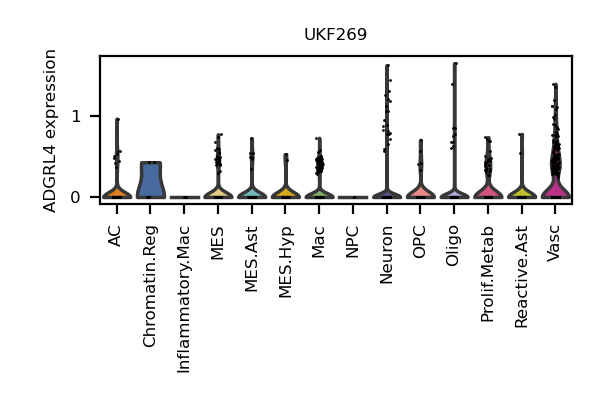 UKF269
ADGRL4 expression
1
0
AC
Chromatin.Reg
Inflammatory.Mac
MES
MES.Ast
MES.Hyp
Mac
NPC
Neuron
OPC
Oligo
Prolif.Metab
Reactive.Ast
Vasc